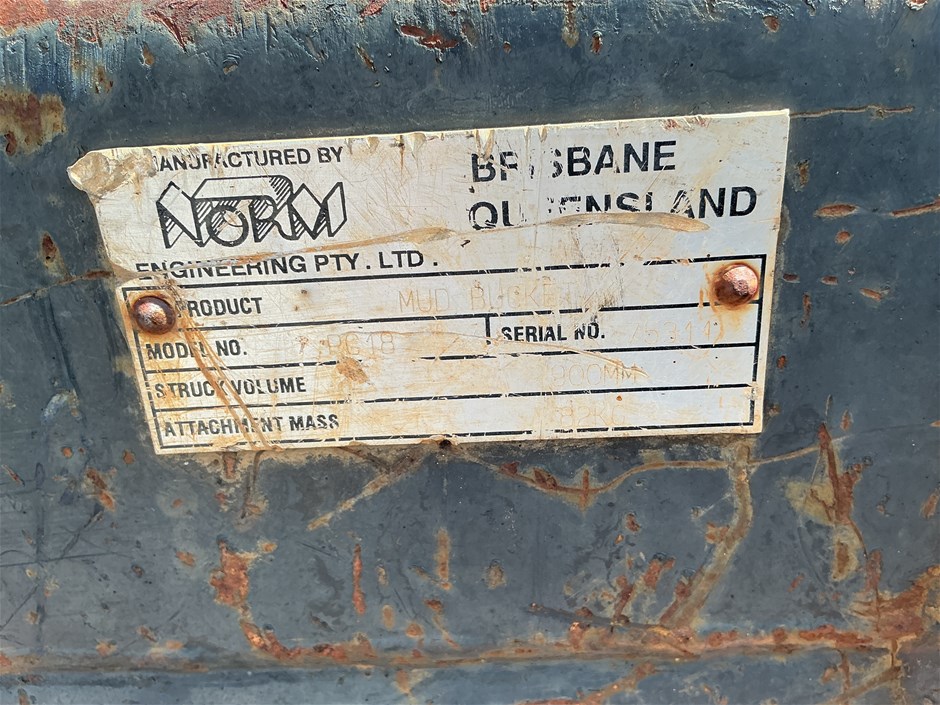 MANUFACTURED BY
NORM
ENGINEERING PTY. LTD.
BRISBANE
QUEENSLAND
PRODUCT MUD BUCKET
MODEL NO.
SERIAL NO.
STRUCK VOLUME
ATTACHMENT MASS